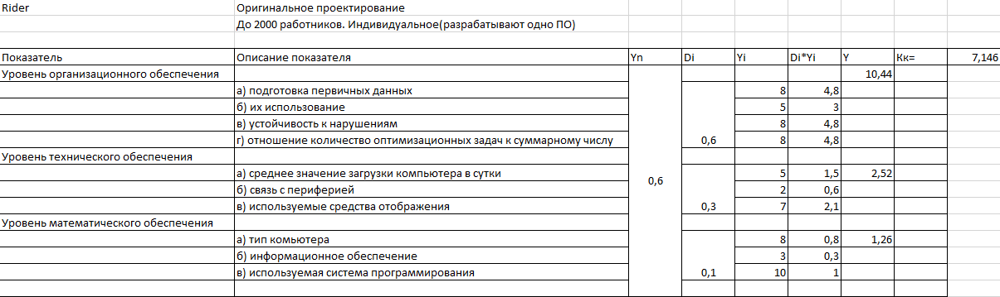 Rider Оригинальное проектирование
До 2000 работников. Индивидуальное(разрабатывают одно ПО)
Показатель Описание показателя Yn Di Yi Di*Yi Y Кк= 7,146
Уровень организационного обеспечения 10,44
а) подготовка первичных данных 8 4,8
б) их использование 5 3
в) устойчивость к нарушениям 8 4,8
г) отношение количество оптимизационных задач к суммарному числу 0,6 8 4,8
Уровень технического обеспечения
а) среднее значение загрузки компьютера в сутки 0,6 5 1,5 2,52
б) связь с периферией 2 0,6
в) используемые средства отображения 0,3 7 2,1
Уровень математического обеспечения
а) тип комьютера 8 0,8 1,26
б) информационное обеспечение 3 0,3
в) используемая система программирования 0,1 10 1